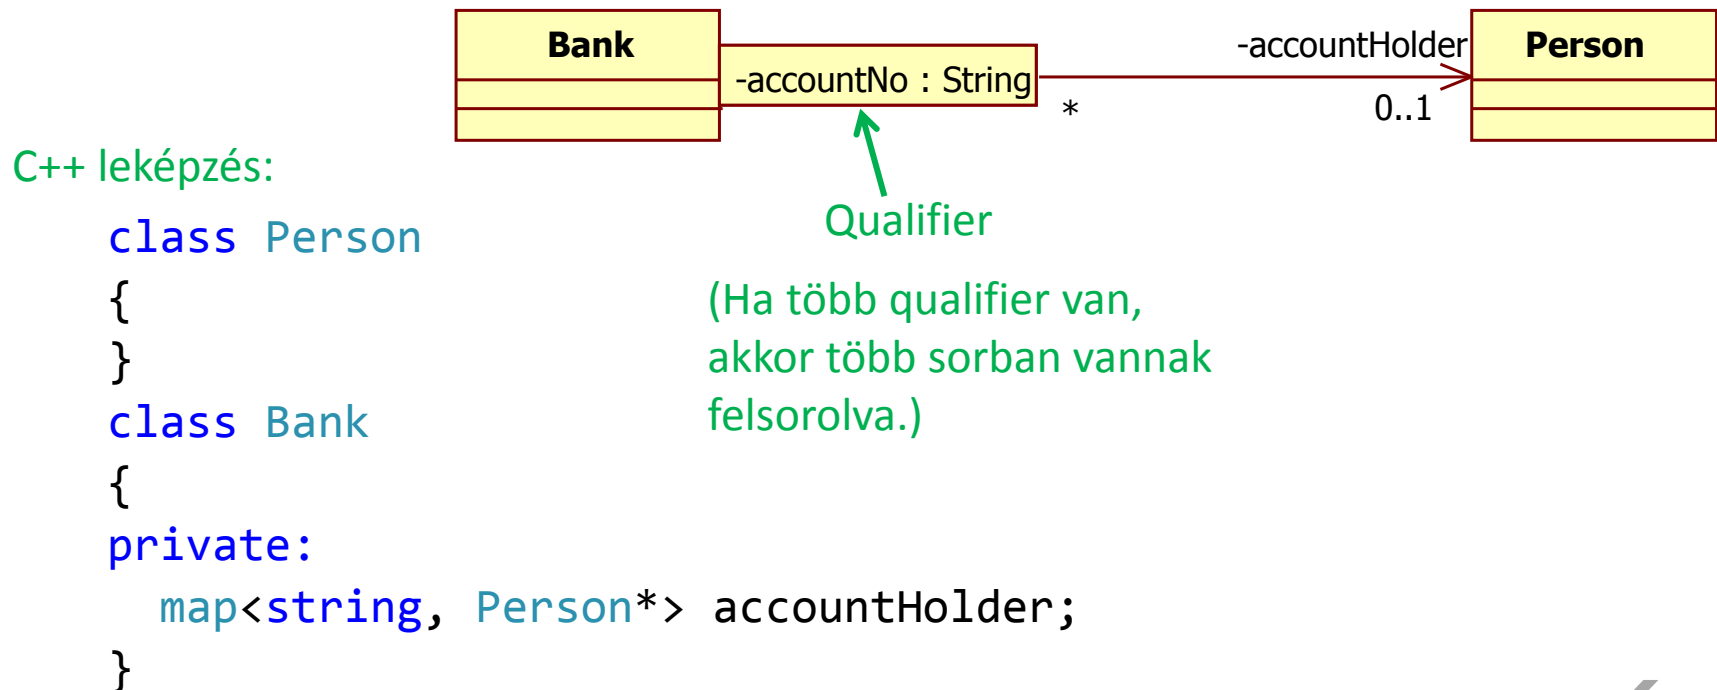 Bank
-accountNo : String
-accountHolder
Person
*
0..1
C++ leképzés:
Qualifier
(Ha több qualifier van,
akkor több sorban vannak
felsorolva.)
class Person
{
}
class Bank
{
private:
map<string, Person*> accountHolder;
}